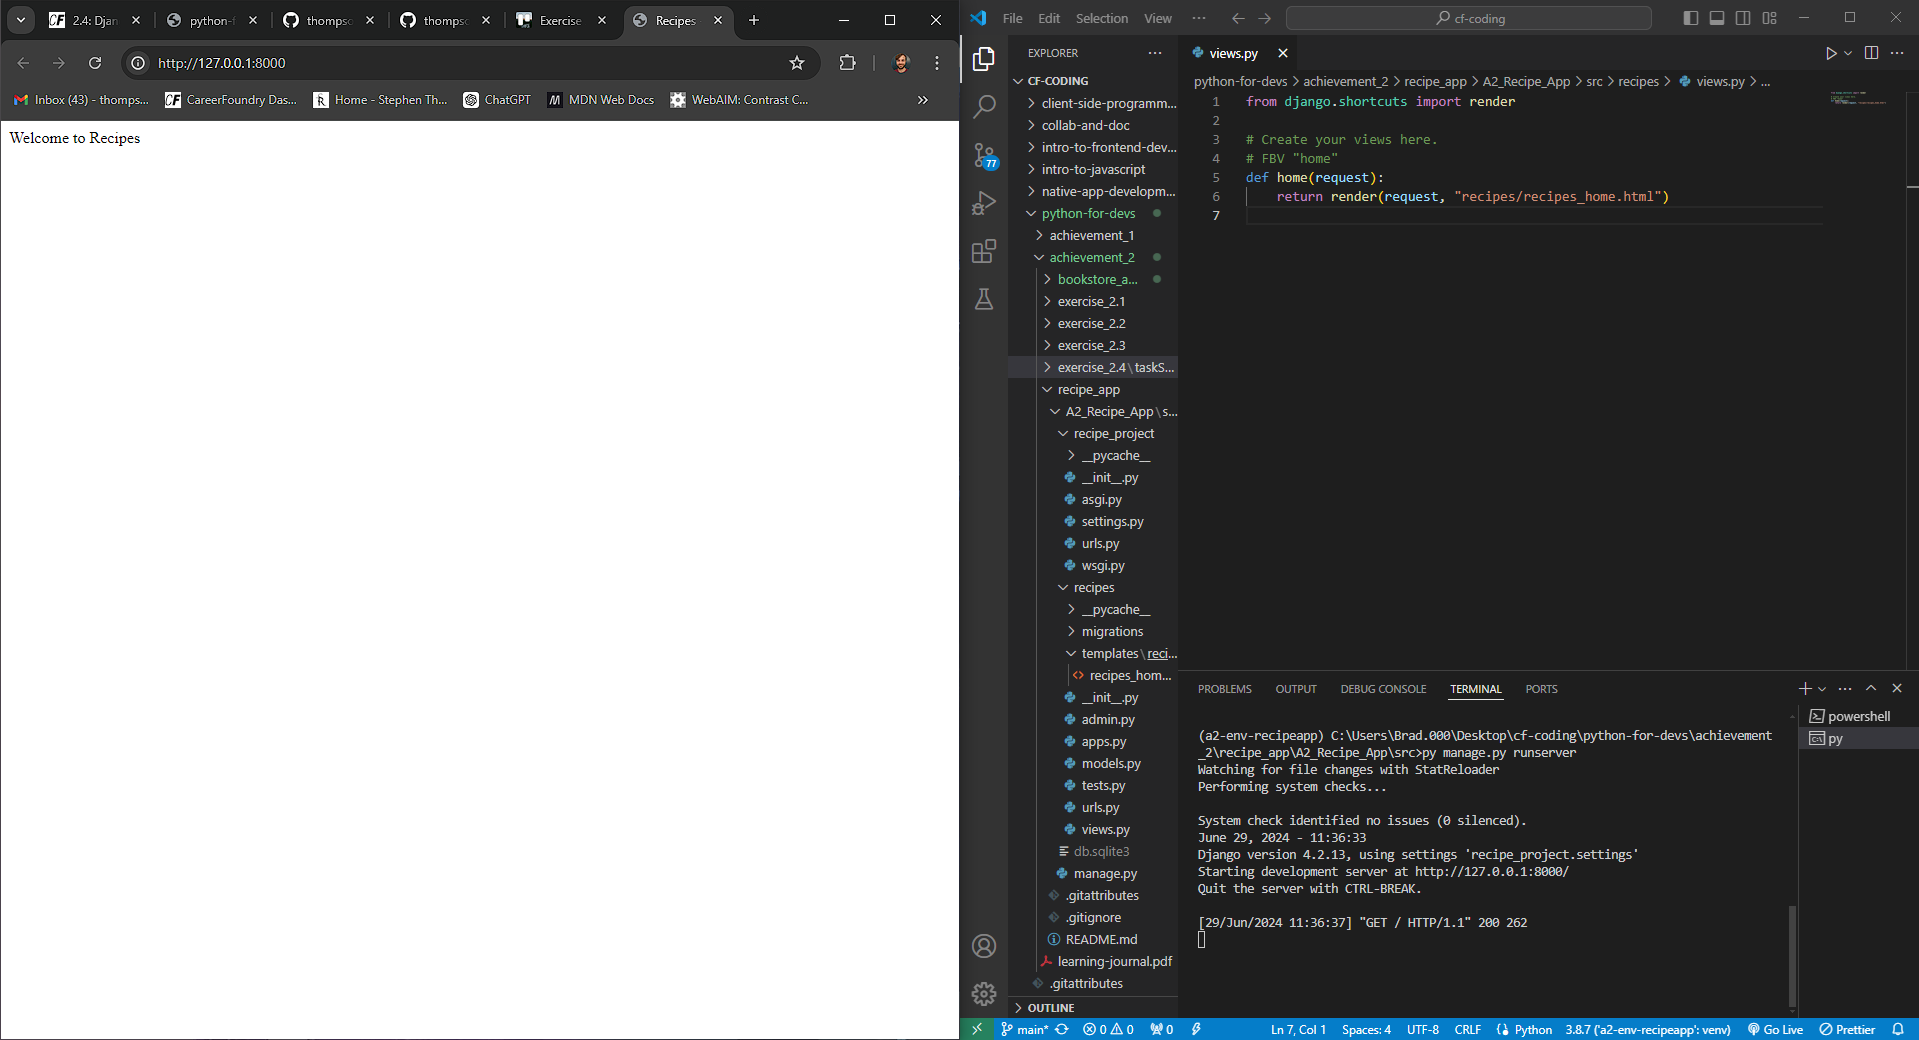 2.4: Djan
python-f
thompsc
thompsc
Exercise
Recipes
http://127.0.0.1:8000
Inbox (43) - thomps...
CareerFoundry Das...
Home - Stephen Th...
ChatGPT
MDN Web Docs
WebAIM: Contrast C...
Welcome to Recipes
File Edit Selection View ...
cf-coding
EXPLORER
CF-CODING
client-side-programm...
collab-and-doc
intro-to-frontend-dev...
intro-to-javascript
native-app-developm...
python-for-devs
achievement_1
achievement_2
bookstore_a...
exercise_2.1
exercise_2.2
exercise_2.3
exercise_2.4\taskS...
recipe_app
A2_Recipe_App\s...
recipe_project
__pycache__
__init__.py
asgi.py
settings.py
urls.py
wsgi.py
recipes
__pycache__
migrations
templates\reci...
recipes_hom...
__init__.py
admin.py
apps.py
models.py
tests.py
urls.py
views.py
db.sqlite3
manage.py
.gitattributes
.gitignore
README.md
learning-journal.pdf
.gitattributes
OUTLINE
77
views.py
python-for-devs > achievement_2 > recipe_app > A2_Recipe_App > src > recipes > views.py > ...
1 from django.shortcuts import render
2
3 # Create your views here.
4 # FBV "home"
5 def home(request):
6 return render(request, "recipes/recipes_home.html")
7
PROBLEMS OUTPUT DEBUG CONSOLE TERMINAL PORTS
powershell
py
(a2-env-recipeapp) C:\Users\Brad.000\Desktop\cf-coding\python-for-devs\achievement
_2\recipe_app\A2_Recipe_App\src>py manage.py runserver
Watching for file changes with StatReloader
Performing system checks...
System check identified no issues (0 silenced).
June 29, 2024 - 11:36:33
Django version 4.2.13, using settings 'recipe_project.settings'
Starting development server at http://127.0.0.1:8000/
Quit the server with CTRL-BREAK.
[29/Jun/2024 11:36:37] "GET / HTTP/1.1" 200 262
main* 0 0 0 Ln 7, Col 1 Spaces: 4 UTF-8 CRLF Python 3.8.7 ('a2-env-recipeapp': venv) Go Live Prettier